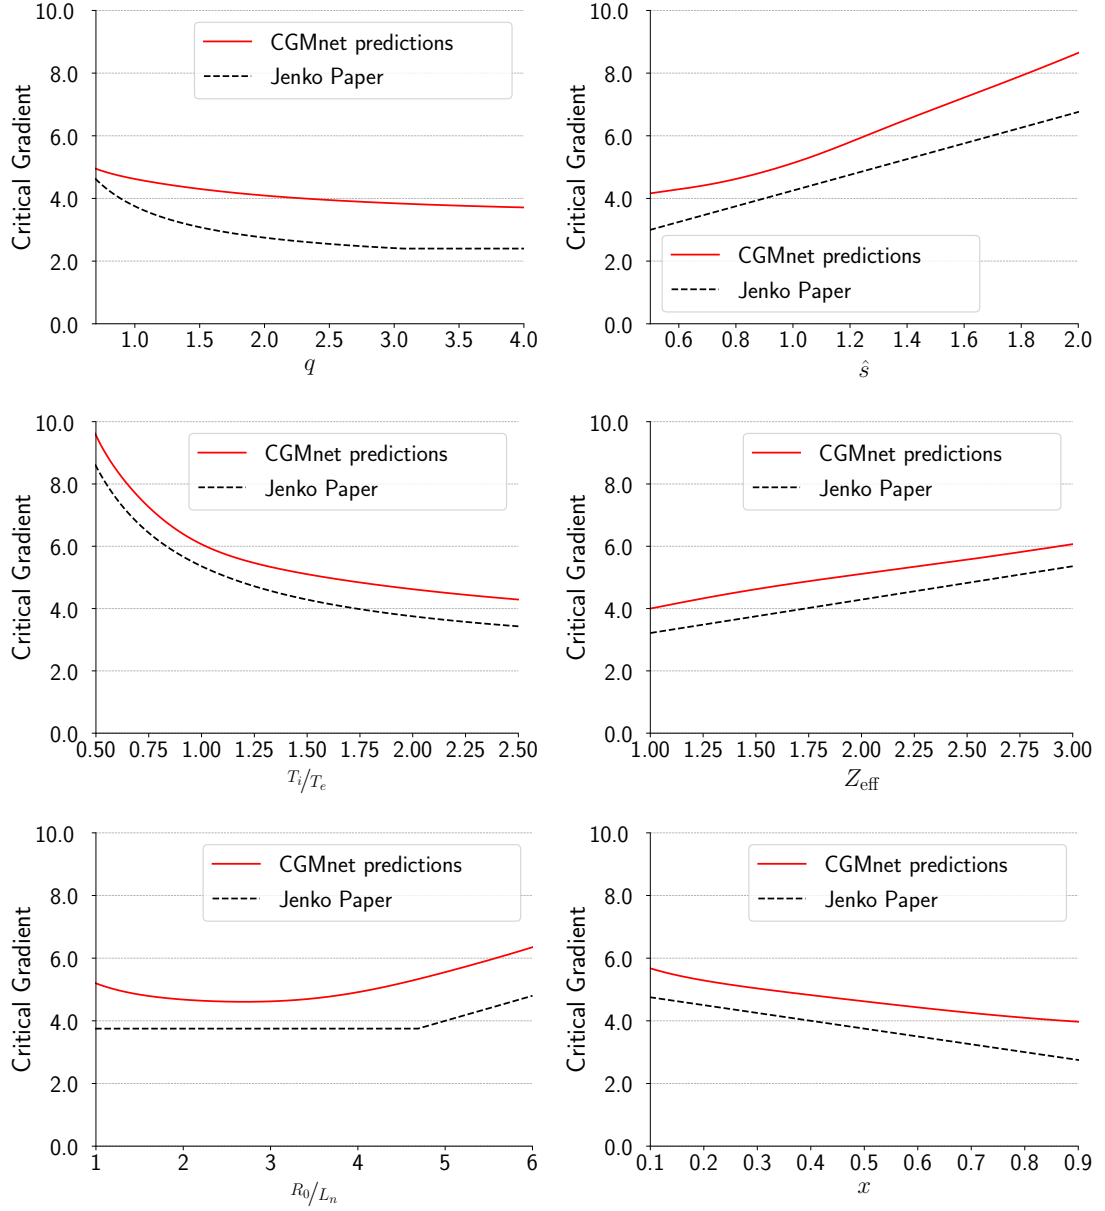 10.0
8.0
6.0
4.0
2.0
0.0
Critical Gradient
CGMnet predictions
Jenko Paper
1.0 1.5 2.0 2.5 3.0 3.5 4.0
q
10.0
8.0
6.0
4.0
2.0
0.0
Critical Gradient
CGMnet predictions
Jenko Paper
0.6 0.8 1.0 1.2 1.4 1.6 1.8 2.0
ŝ
10.0
8.0
6.0
4.0
2.0
0.0
Critical Gradient
CGMnet predictions
Jenko Paper
0.50 0.75 1.00 1.25 1.50 1.75 2.00 2.25 2.50
T_i/T_e
10.0
8.0
6.0
4.0
2.0
0.0
Critical Gradient
CGMnet predictions
Jenko Paper
1.00 1.25 1.50 1.75 2.00 2.25 2.50 2.75 3.00
Z_eff
10.0
8.0
6.0
4.0
2.0
0.0
Critical Gradient
CGMnet predictions
Jenko Paper
1 2 3 4 5 6
R_0/L_n
10.0
8.0
6.0
4.0
2.0
0.0
Critical Gradient
CGMnet predictions
Jenko Paper
0.1 0.2 0.3 0.4 0.5 0.6 0.7 0.8 0.9
x